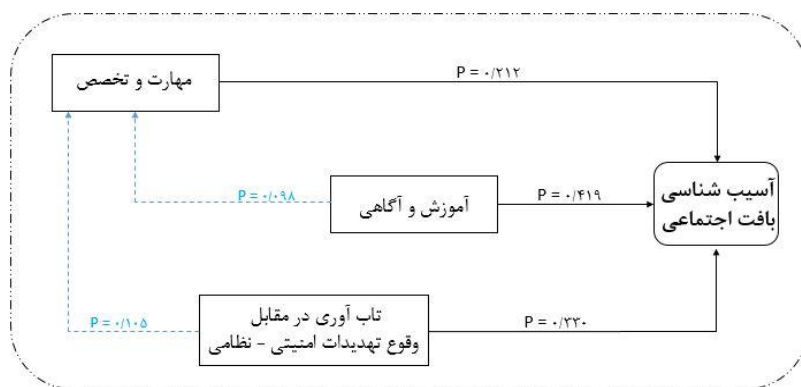 P = ۰/۲۱۲
مهارت و تخصص
آسیب شناسی
بافت اجتماعی
P = ۰/۴۱۹
آموزش و آگاهی
P = ۰/۰۹۸
تاب آوری در مقابل
وقوع تهدیدات امنیتی - نظامی
P = ۰/۳۳۰
P = ۰/۱۰۵